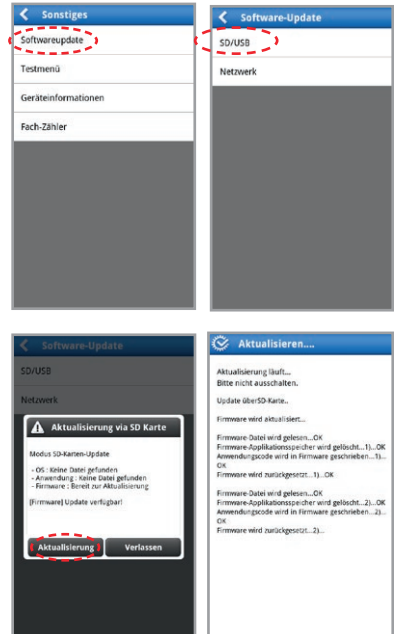 Sonstiges
Softwareupdate
Testmenü
Geräteinformationen
Fach-Zähler
Software-Update
SD/USB
Netzwerk
Software-Update
SD/USB
Netzwerk
Aktualisierung via SD Karte
Modus SD-Karten-Update
- OS : Keine Datei gefunden
- Anwendung : Keine Datei gefunden
- Firmware : Bereit zur Aktualisierung
[Firmware] Update verfügbar!
Aktualisierung
Verlassen
Aktualisieren....
Aktualisierung läuft...
Bitte nicht ausschalten.
Update überSD-Karte..
Firmware wird aktualisiert...
Firmware-Datei wird gelesen...OK
Firmware-Applikationsspeicher wird gelöscht...1)...OK
Anwendungscode wird in Firmware geschrieben...1)...
OK
Firmware wird zurückgesetzt...1)...OK
Firmware-Datei wird gelesen...OK
Firmware-Applikationsspeicher wird gelöscht...2)...OK
Anwendungscode wird in Firmware geschrieben...2)...
OK
Firmware wird zurückgesetzt...2)...